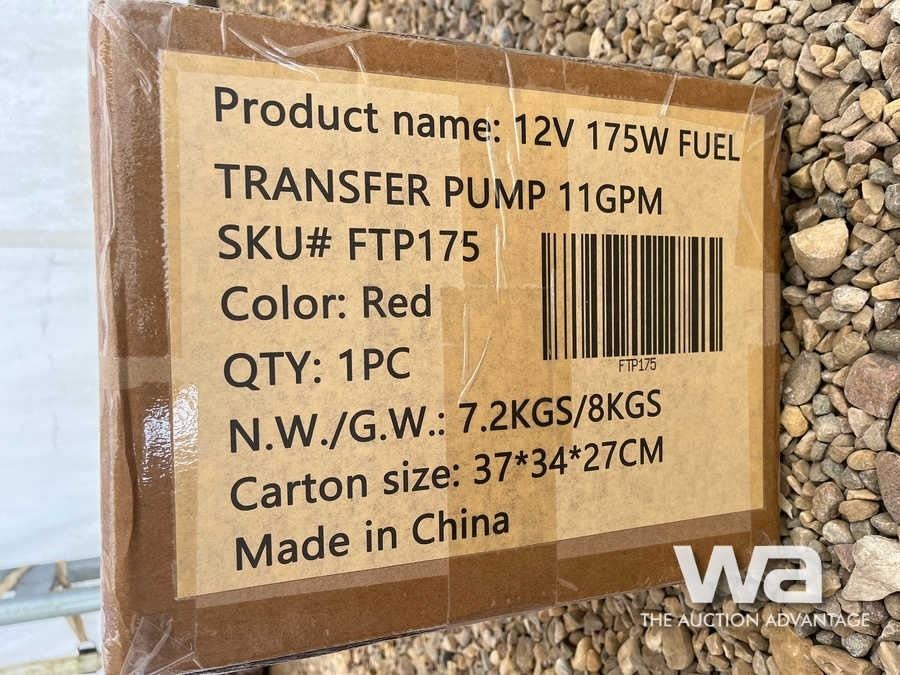 Product name: 12V 175W FUEL
TRANSFER PUMP 11GPM
SKU# FTP175
Color: Red
FTP175
QTY: 1PC
N.W./G.W.: 7.2KGS/8KGS
Carton size: 37*34*27CM
Made in China
wa
THE AUCTION ADVANTAGE